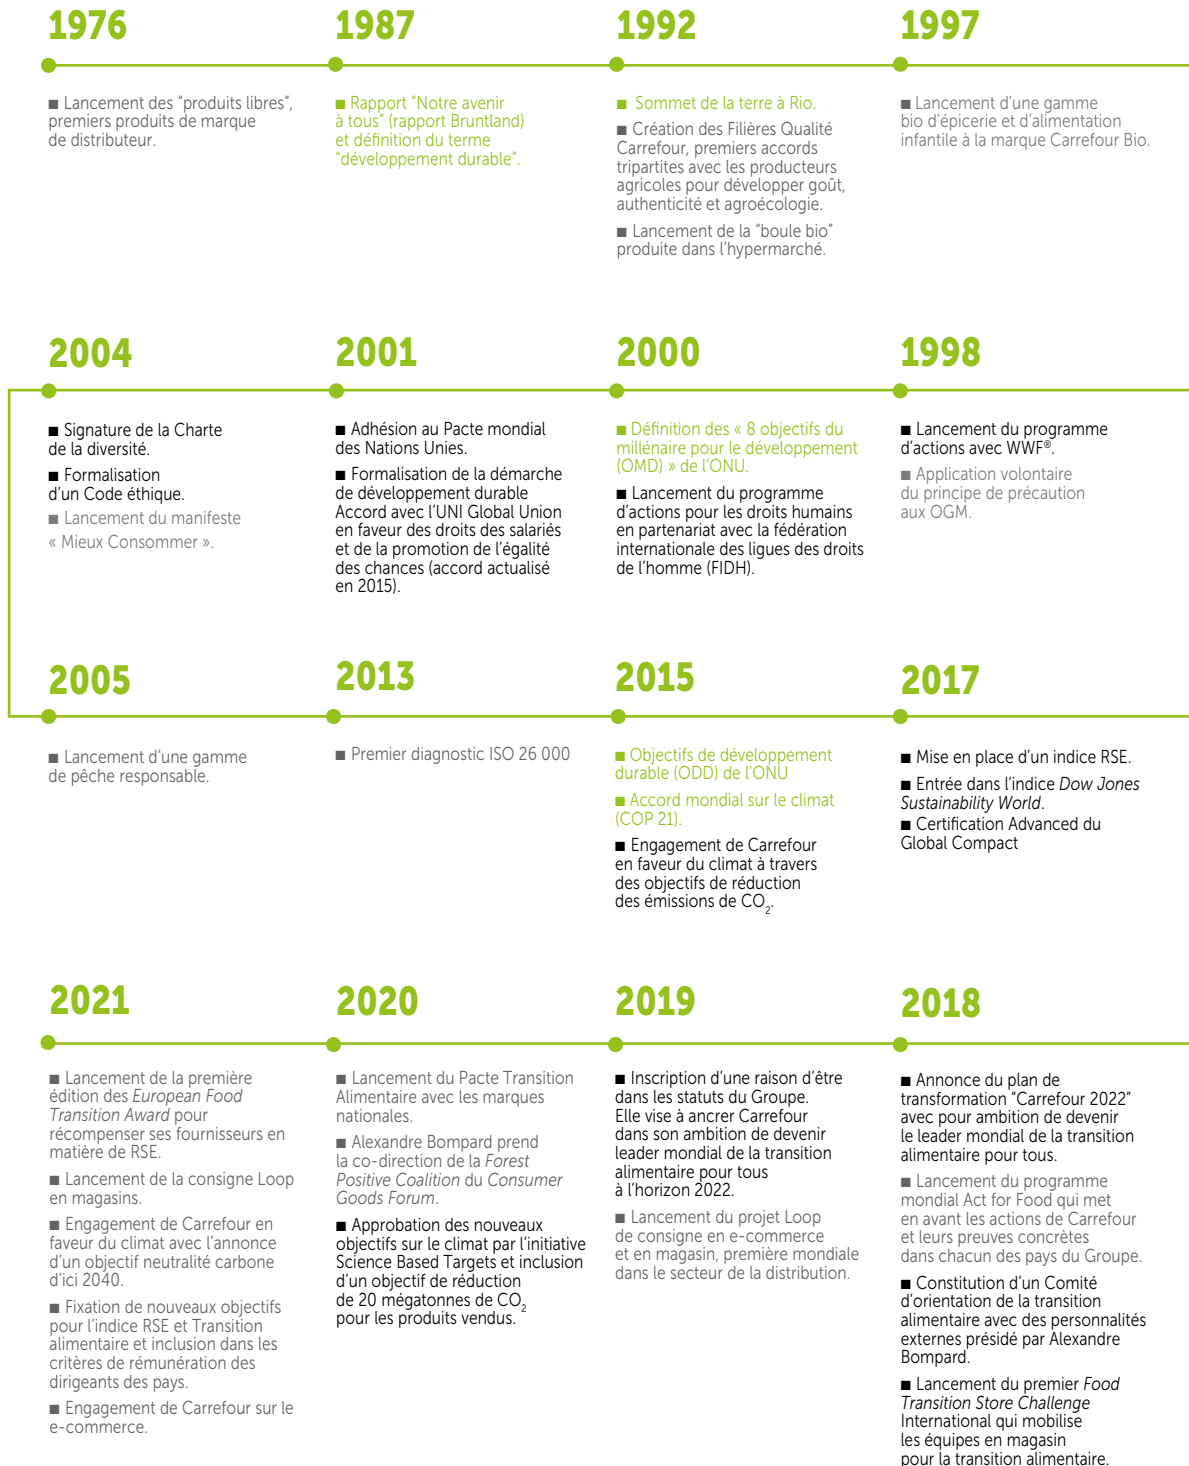 1976
■ Lancement des “produits libres”,
premiers produits de marque
de distributeur.
1987
■ Rapport “Notre avenir
à tous” (rapport Bruntland)
et définition du terme
“développement durable”.
1992
■ Sommet de la terre à Rio.
■ Création des Filières Qualité
Carrefour, premiers accords
tripartites avec les producteurs
agricoles pour développer goût,
authenticité et agroécologie.
■ Lancement de la “boule bio”
produite dans l’hypermarché.
1997
■ Lancement d’une gamme
bio d’épicerie et d’alimentation
infantile à la marque Carrefour Bio.
2004
■ Signature de la Charte
de la diversité.
■ Formalisation
d’un Code éthique.
■ Lancement du manifeste
« Mieux Consommer ».
2001
■ Adhésion au Pacte mondial
des Nations Unies.
■ Formalisation de la démarche
de développement durable
Accord avec l’UNI Global Union
en faveur des droits des salariés
et de la promotion de l’égalité
des chances (accord actualisé
en 2015).
2000
■ Définition des « 8 objectifs du
millénaire pour le développement
(OMD) » de l’ONU.
■ Lancement du programme
d’actions pour les droits humains
en partenariat avec la fédération
internationale des ligues des droits
de l’homme (FIDH).
1998
■ Lancement du programme
d’actions avec WWF®.
■ Application volontaire
du principe de précaution
aux OGM.
2005
■ Lancement d’une gamme
de pêche responsable.
2013
■ Premier diagnostic ISO 26 000
2015
■ Objectifs de développement
durable (ODD) de l’ONU
■ Accord mondial sur le climat
(COP 21).
■ Engagement de Carrefour
en faveur du climat à travers
des objectifs de réduction
des émissions de CO₂.
2017
■ Mise en place d’un indice RSE.
■ Entrée dans l’indice Dow Jones
Sustainability World.
■ Certification Advanced du
Global Compact
2021
■ Lancement de la première
édition des European Food
Transition Award pour
récompenser ses fournisseurs en
matière de RSE.
■ Lancement de la consigne Loop
en magasins.
■ Engagement de Carrefour en
faveur du climat avec l’annonce
d’un objectif neutralité carbone
d’ici 2040.
■ Fixation de nouveaux objectifs
pour l’indice RSE et Transition
alimentaire et inclusion dans les
critères de rémunération des
dirigeants des pays.
■ Engagement de Carrefour sur le
e-commerce.
2020
■ Lancement du Pacte Transition
Alimentaire avec les marques
nationales.
■ Alexandre Bompard prend
la co-direction de la Forest
Positive Coalition du Consumer
Goods Forum.
■ Approbation des nouveaux
objectifs sur le climat par l’initiative
Science Based Targets et inclusion
d’un objectif de réduction
de 20 mégatonnes de CO₂
pour les produits vendus.
2019
■ Inscription d’une raison d’être
dans les statuts du Groupe.
Elle vise à ancrer Carrefour
dans son ambition de devenir
leader mondial de la transition
alimentaire pour tous
à l’horizon 2022.
■ Lancement du projet Loop
de consigne en e-commerce
et en magasin, première mondiale
dans le secteur de la distribution.
2018
■ Annonce du plan de
transformation “Carrefour 2022”
avec pour ambition de devenir
le leader mondial de la transition
alimentaire pour tous.
■ Lancement du programme
mondial Act for Food qui met
en avant les actions de Carrefour
et leurs preuves concrètes
dans chacun des pays du Groupe.
■ Constitution d’un Comité
d’orientation de la transition
alimentaire avec des personnalités
externes présidé par Alexandre
Bompard.
■ Lancement du premier Food
Transition Store Challenge
International qui mobilise
les équipes en magasin
pour la transition alimentaire.